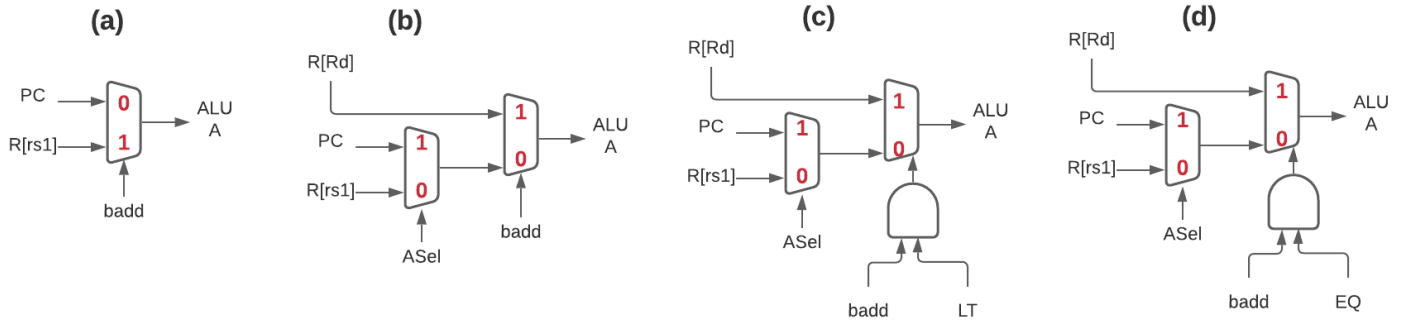 (a)
PC
0
R[rs1]
1
ALU
A
badd
(b)
R[Rd]
PC
1
R[rs1]
0
ASel
1
0
ALU
A
badd
(c)
R[Rd]
PC
1
R[rs1]
0
ASel
1
0
ALU
A
badd
LT
(d)
R[Rd]
PC
1
R[rs1]
0
ASel
1
0
ALU
A
badd
EQ